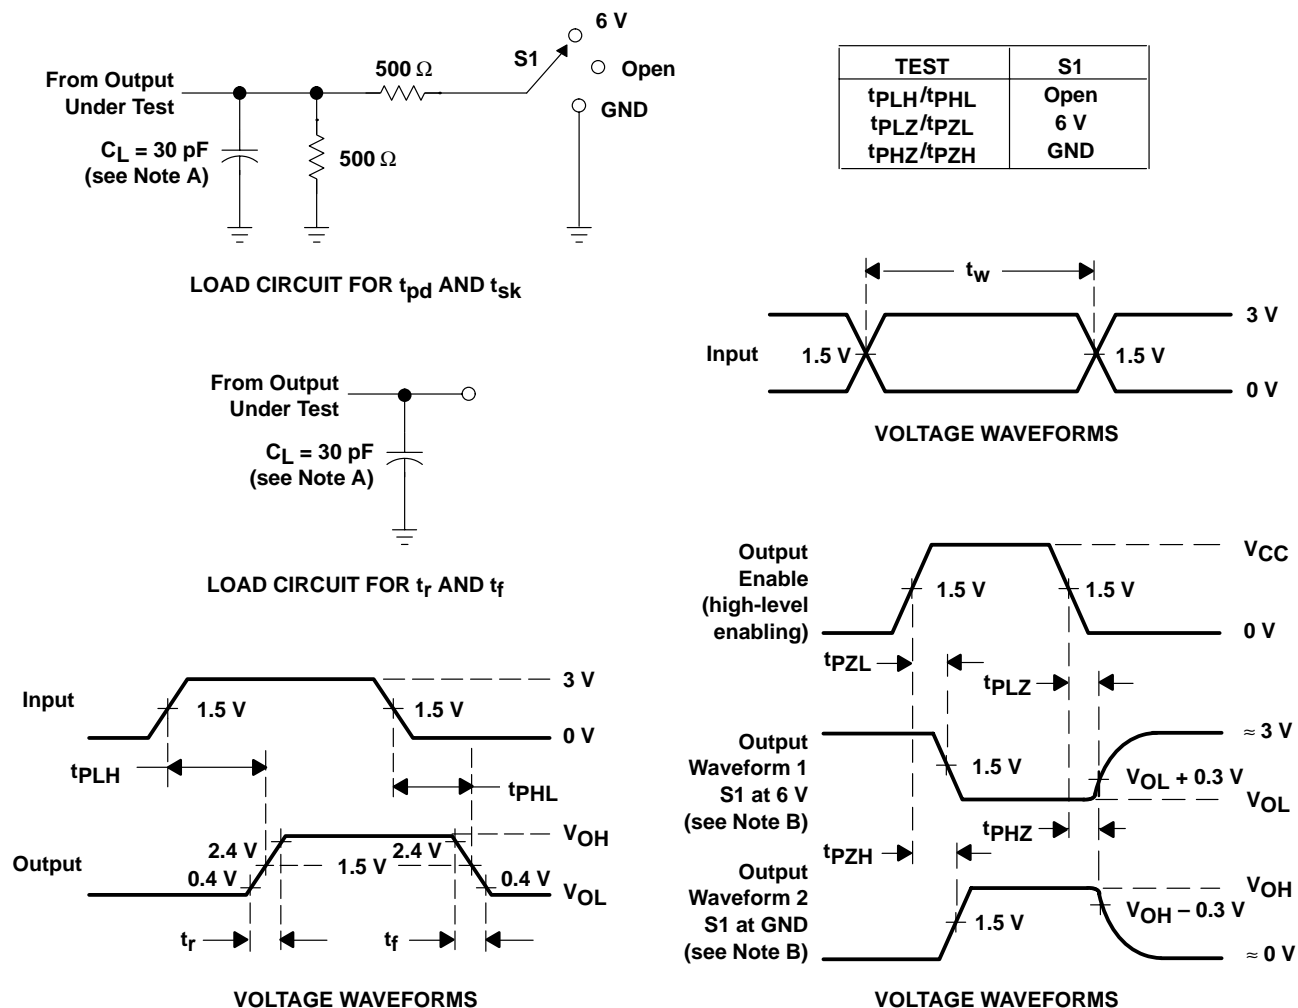 6 V
S1
Open
GND
500 Ω
From Output
Under Test
CL = 30 pF
(see Note A)
500 Ω
LOAD CIRCUIT FOR tpd AND tsk
TEST S1
tPLH/tPHL Open
tPLZ/tPZL 6 V
tPHZ/tPZH GND
tw
3 V
Input 1.5 V 1.5 V
0 V
VOLTAGE WAVEFORMS
From Output
Under Test
CL = 30 pF
(see Note A)
LOAD CIRCUIT FOR tr AND tf
Input
3 V
1.5 V 1.5 V
0 V
tPLH
tPHL
Output
VOH
2.4 V 2.4 V
1.5 V
0.4 V 0.4 V
VOL
tr tf
VOLTAGE WAVEFORMS
Output
Enable
(high-level
enabling)
VCC
1.5 V 1.5 V
0 V
tPZL
tPLZ
Output
Waveform 1
S1 at 6 V
(see Note B)
≈ 3 V
1.5 V
VOL + 0.3 V
VOL
tPHZ
tPZH
Output
Waveform 2
S1 at GND
(see Note B)
VOH
VOH – 0.3 V
1.5 V
≈ 0 V
VOLTAGE WAVEFORMS